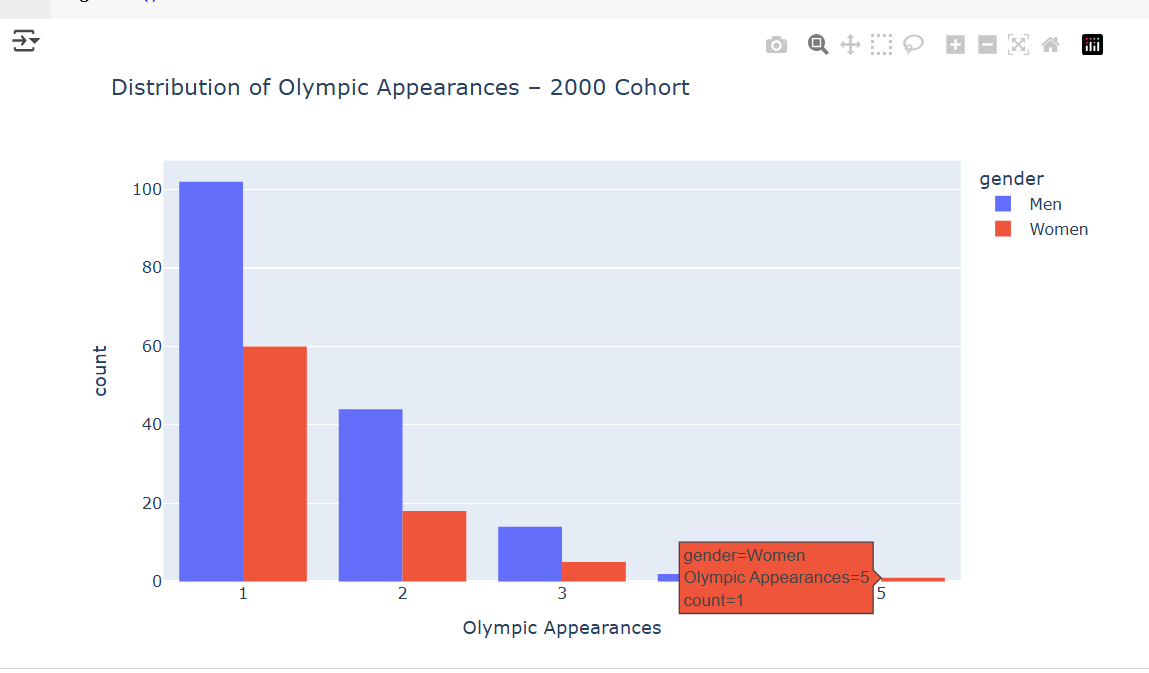 Distribution of Olympic Appearances – 2000 Cohort
gender
Men
Women
100
80
60
40
20
0
count
gender=Women
Olympic Appearances=5
count=1
1
2
3
5
Olympic Appearances